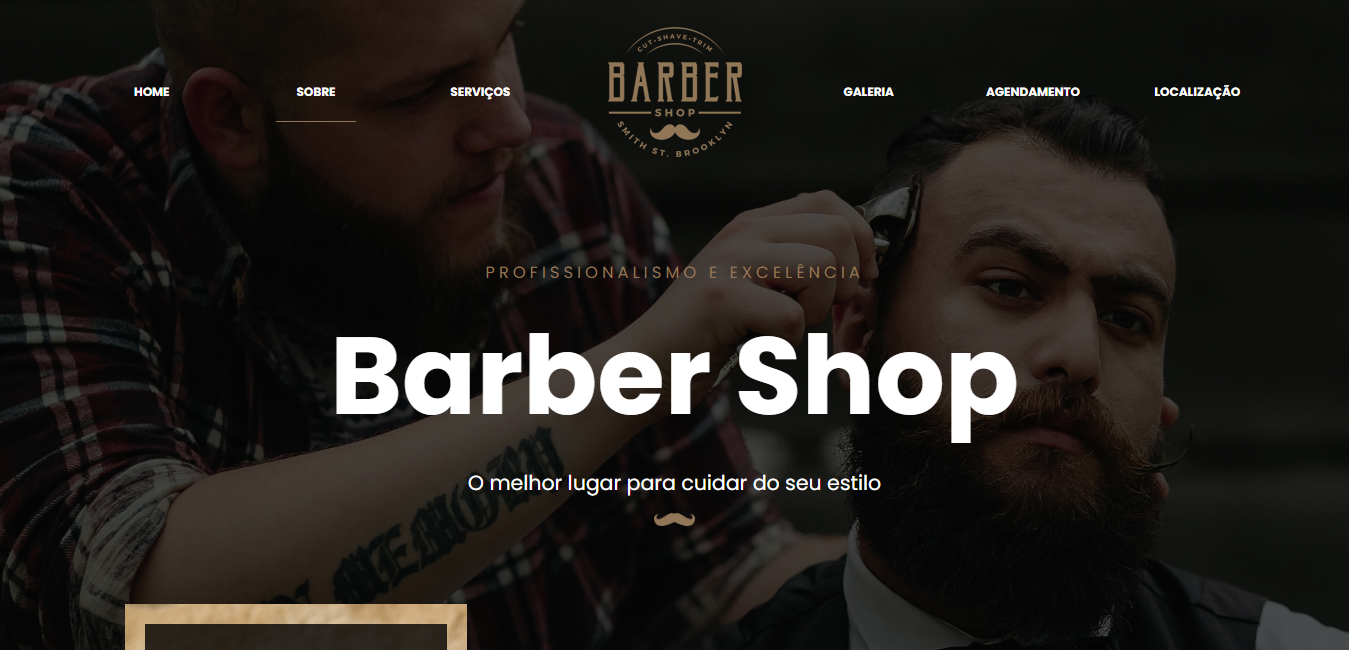 CUT•SHAVE•TRIM
HOME SOBRE SERVIÇOS BARBER GALERIA AGENDAMENTO LOCALIZAÇÃO
SHOP
SMITH ST. BROOKLYN
PROFISSIONALISMO E EXCELÊNCIA
Barber Shop
O melhor lugar para cuidar do seu estilo